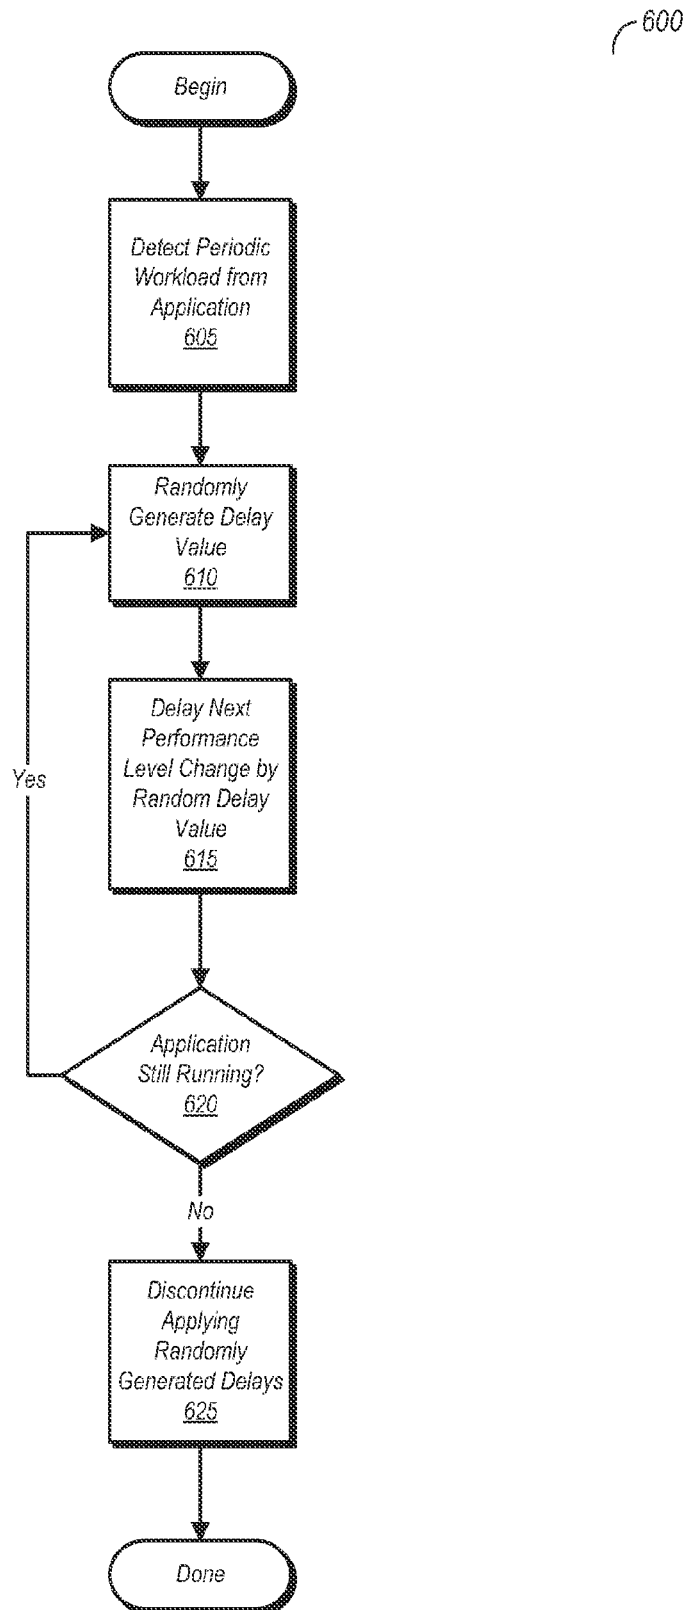 600
Begin
Detect Periodic
Workload from
Application
605
Randomly
Generate Delay
Value
610
Delay Next
Performance
Level Change by
Random Delay
Value
615
Yes
Application
Still Running?
620
No
Discontinue
Applying
Randomly
Generated Delays
625
Done